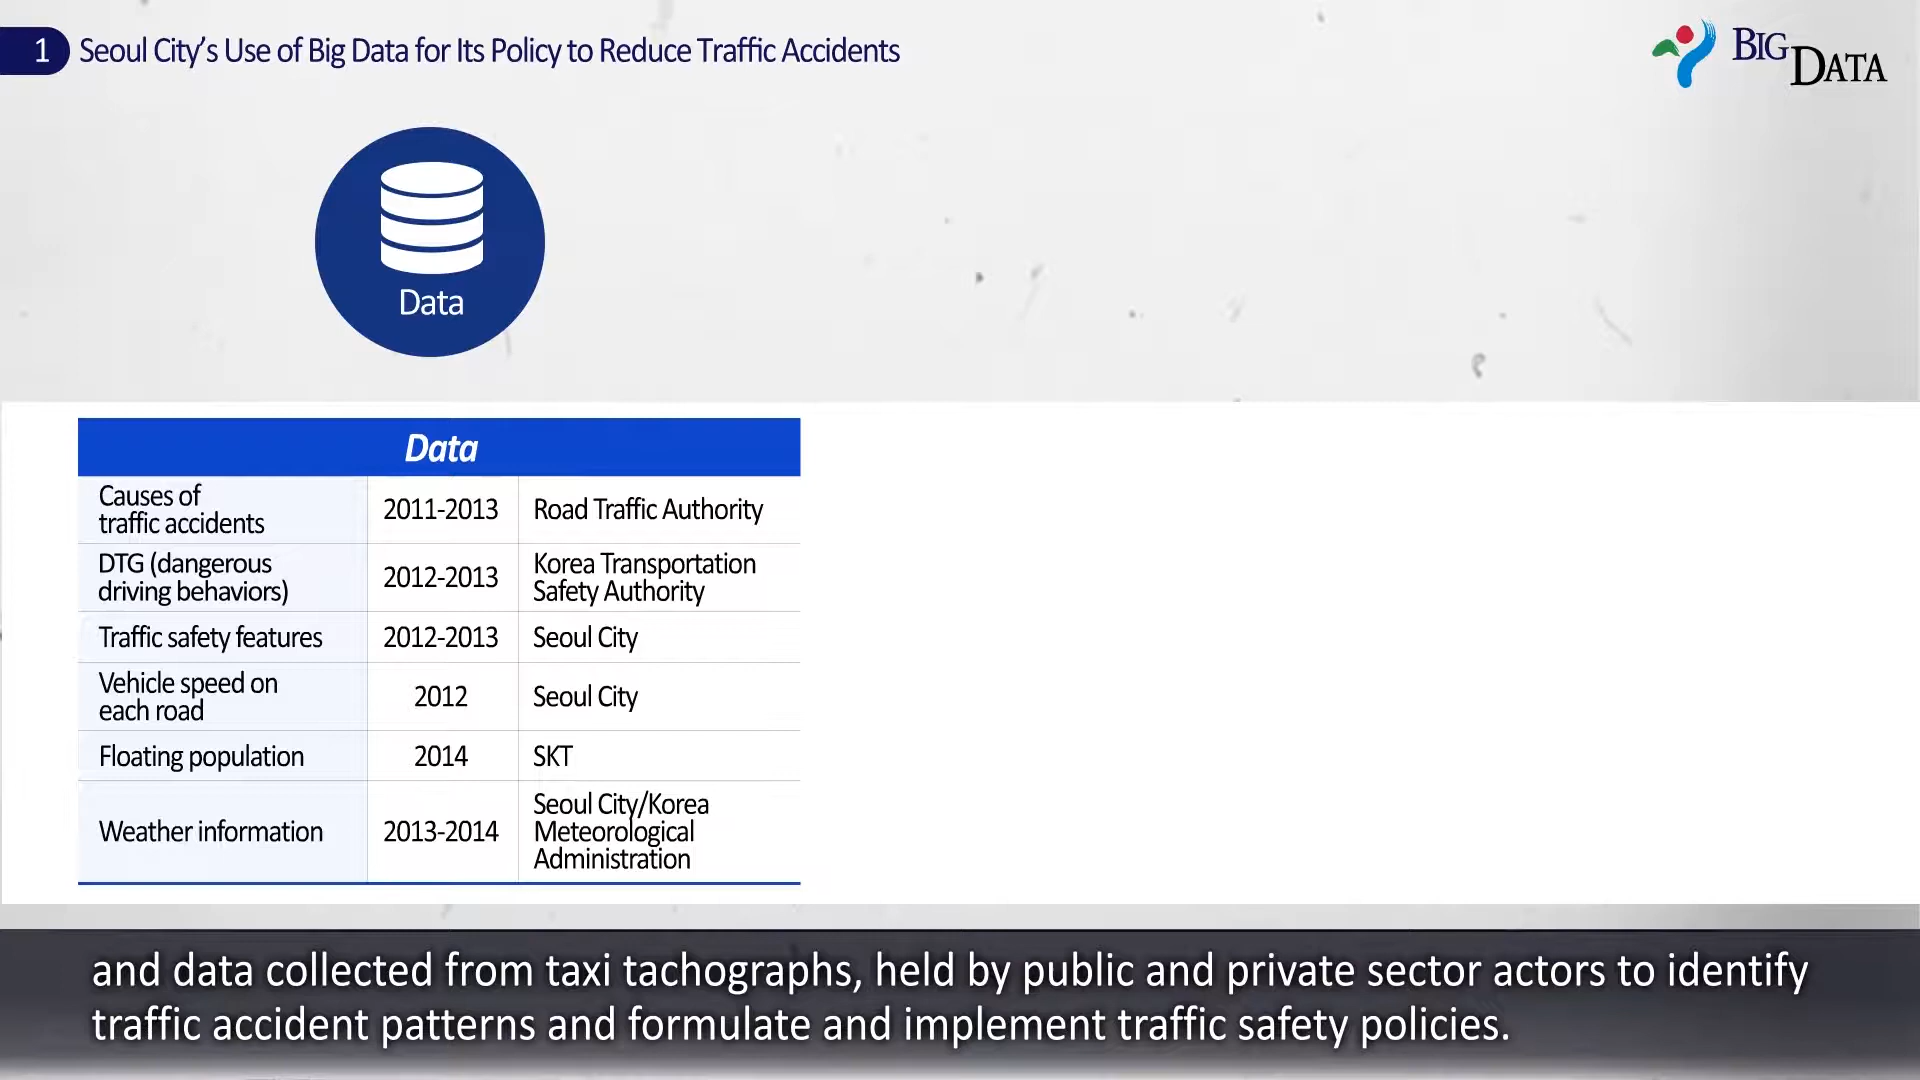 1 Seoul City's Use of Big Data for Its Policy to Reduce Traffic Accidents
BIG DATA
Data
Data
Causes of
traffic accidents
2011-2013
Road Traffic Authority
DTG (dangerous
driving behaviors)
2012-2013
Korea Transportation
Safety Authority
Traffic safety features
2012-2013
Seoul City
Vehicle speed on
each road
2012
Seoul City
Floating population
2014
SKT
Weather information
2013-2014
Seoul City/Korea
Meteorological
Administration
and data collected from taxi tachographs, held by public and private sector actors to identify
traffic accident patterns and formulate and implement traffic safety policies.